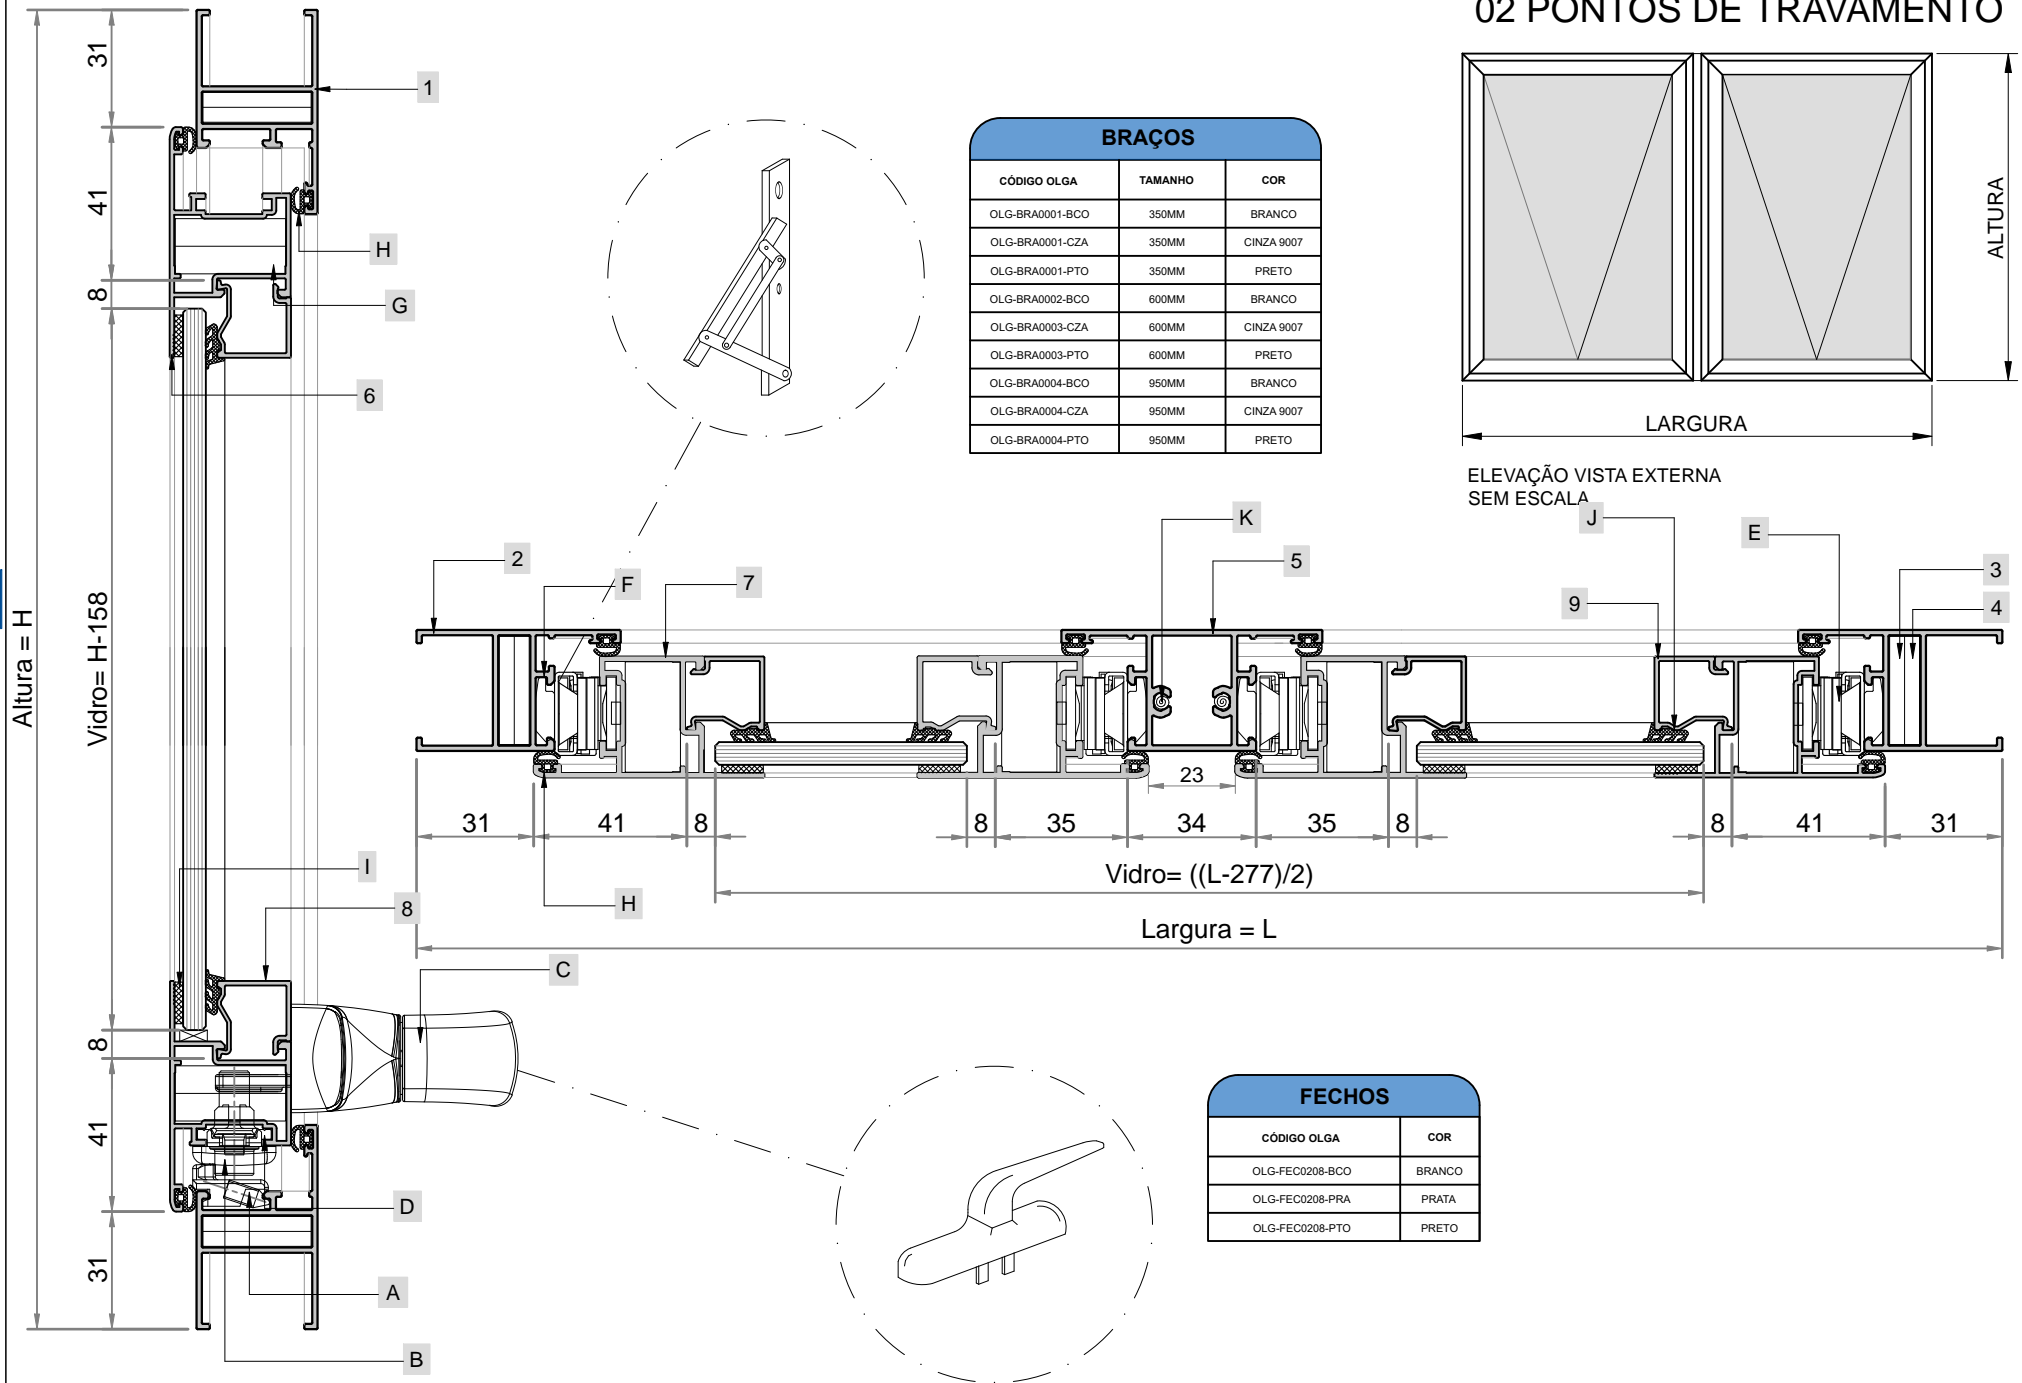 02 PONTOS DE TRAVAMENTO
ALTURA
LARGURA
ELEVAÇÃO VISTA EXTERNA
SEM ESCALA
BRAÇOS
CÓDIGO OLGA TAMANHO COR
OLG-BRA0001-BCO 350MM BRANCO
OLG-BRA0001-CZA 350MM CINZA 9007
OLG-BRA0001-PTO 350MM PRETO
OLG-BRA0002-BCO 600MM BRANCO
OLG-BRA0003-CZA 600MM CINZA 9007
OLG-BRA0003-PTO 600MM PRETO
OLG-BRA0004-BCO 950MM BRANCO
OLG-BRA0004-CZA 950MM CINZA 9007
OLG-BRA0004-PTO 950MM PRETO
Altura = H
31
41
8
Vidro= H-158
8
41
31
1
H
G
6
I
8
C
D
A
B
2
F
7
K
5
J
9
E
3
4
H
23
31 41 8 8 35 34 35 8 8 41 31
Vidro= ((L-277)/2)
Largura = L
FECHOS
CÓDIGO OLGA COR
OLG-FEC0208-BCO BRANCO
OLG-FEC0208-PRA PRATA
OLG-FEC0208-PTO PRETO